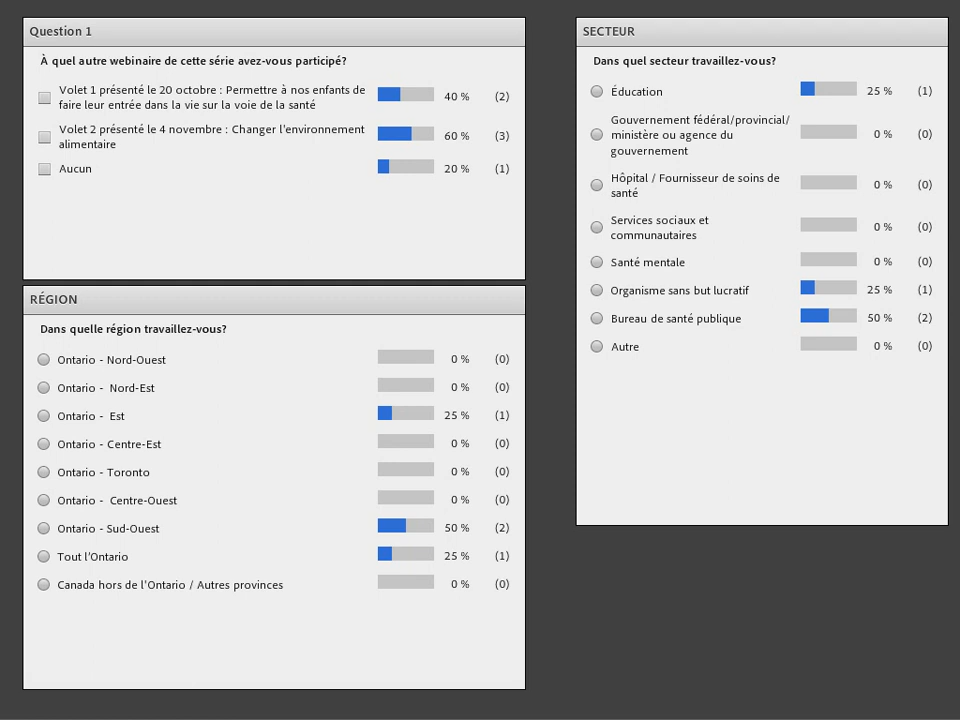 Question 1
À quel autre webinaire de cette série avez-vous participé?
Volet 1 présenté le 20 octobre : Permettre à nos enfants de
faire leur entrée dans la vie sur la voie de la santé
40 % (2)
Volet 2 présenté le 4 novembre : Changer l'environnement
alimentaire
60 % (3)
Aucun 20 % (1)
RÉGION
Dans quelle région travaillez-vous?
Ontario - Nord-Ouest 0 % (0)
Ontario - Nord-Est 0 % (0)
Ontario - Est 25 % (1)
Ontario - Centre-Est 0 % (0)
Ontario - Toronto 0 % (0)
Ontario - Centre-Ouest 0 % (0)
Ontario - Sud-Ouest 50 % (2)
Tout l'Ontario 25 % (1)
Canada hors de l'Ontario / Autres provinces 0 % (0)
SECTEUR
Dans quel secteur travaillez-vous?
Éducation 25 % (1)
Gouvernement fédéral/provincial/
ministère ou agence du
gouvernement
0 % (0)
Hôpital / Fournisseur de soins de
santé
0 % (0)
Services sociaux et
communautaires
0 % (0)
Santé mentale 0 % (0)
Organisme sans but lucratif 25 % (1)
Bureau de santé publique 50 % (2)
Autre 0 % (0)